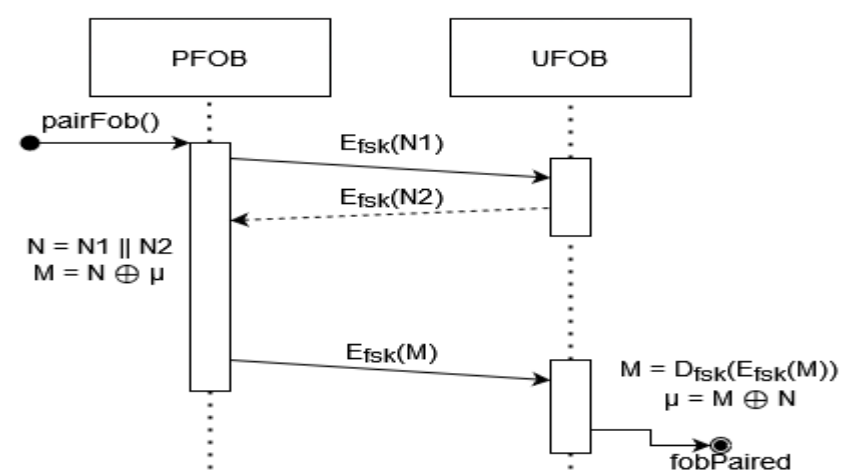 PFOB
UFOB
pairFob()
Efsk(N1)
Efsk(N2)
N = N1 || N2
M = N ⊕ μ
Efsk(M)
M = Dfsk(Efsk(M))
μ = M ⊕ N
fobPaired